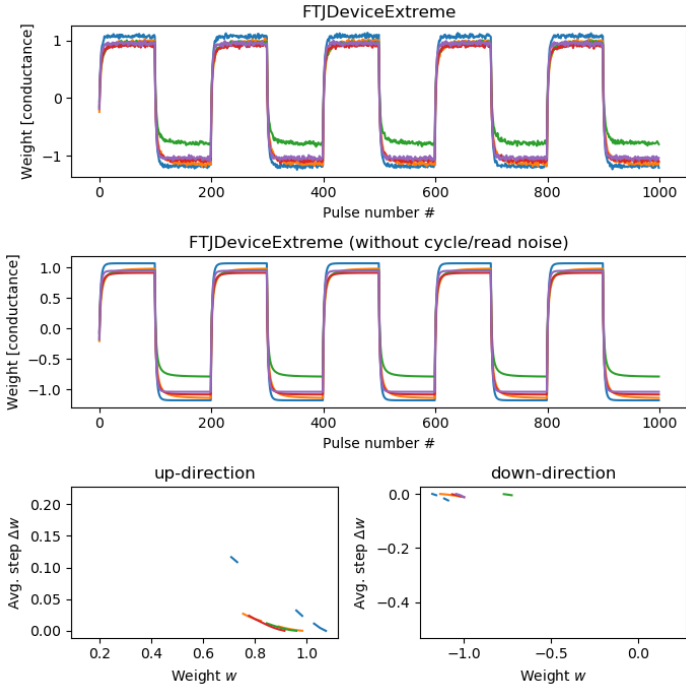 FTJDeviceExtreme
Weight [conductance]
1
0
−1
0 200 400 600 800 1000
Pulse number #
FTJDeviceExtreme (without cycle/read noise)
Weight [conductance]
1.0
0.5
0.0
−0.5
−1.0
0 200 400 600 800 1000
Pulse number #
up-direction
Avg. step Δw
0.20
0.15
0.10
0.05
0.00
0.2 0.4 0.6 0.8 1.0
Weight w
down-direction
Avg. step Δw
0.0
−0.2
−0.4
−1.0 −0.5 0.0
Weight w